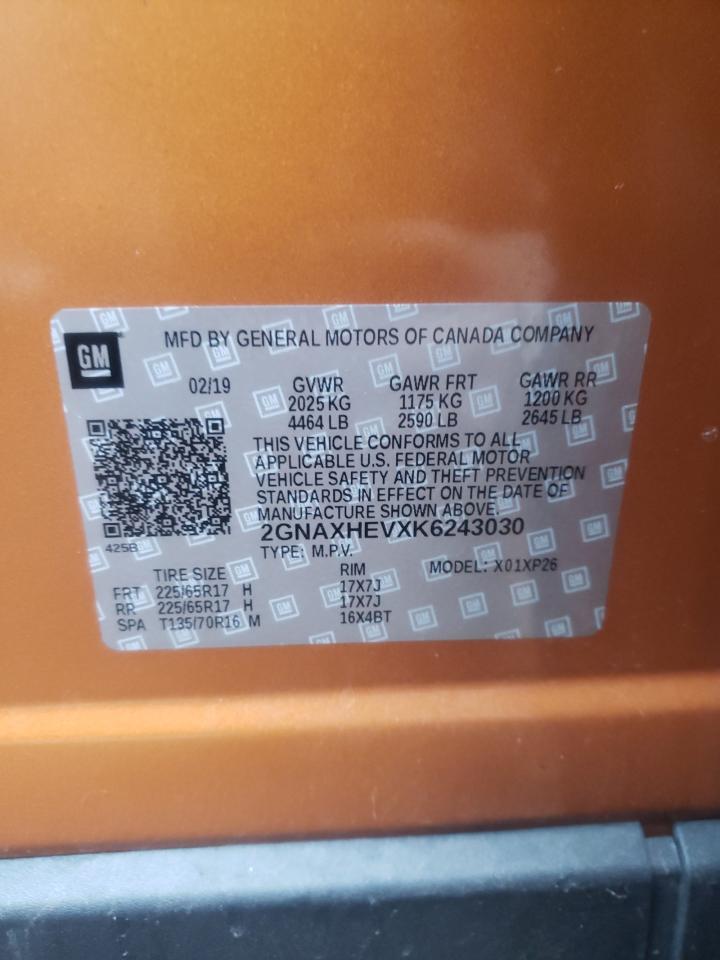 GM
MFD BY GENERAL MOTORS OF CANADA COMPANY
02/19 GVWR GAWR FRT GAWR RR
2025 KG 1175 KG 1200 KG
4464 LB 2590 LB 2645 LB
THIS VEHICLE CONFORMS TO ALL
APPLICABLE U.S. FEDERAL MOTOR
VEHICLE SAFETY AND THEFT PREVENTION
STANDARDS IN EFFECT ON THE DATE OF
MANUFACTURE SHOWN ABOVE.
2GNAXHEVXK6243030
425B
TYPE: M.P.V.
TIRE SIZE RIM MODEL: X01XP26
FRT 225/65R17 H 17X7J
RR 225/65R17 H 17X7J
SPA T135/70R16 M 16X4BT